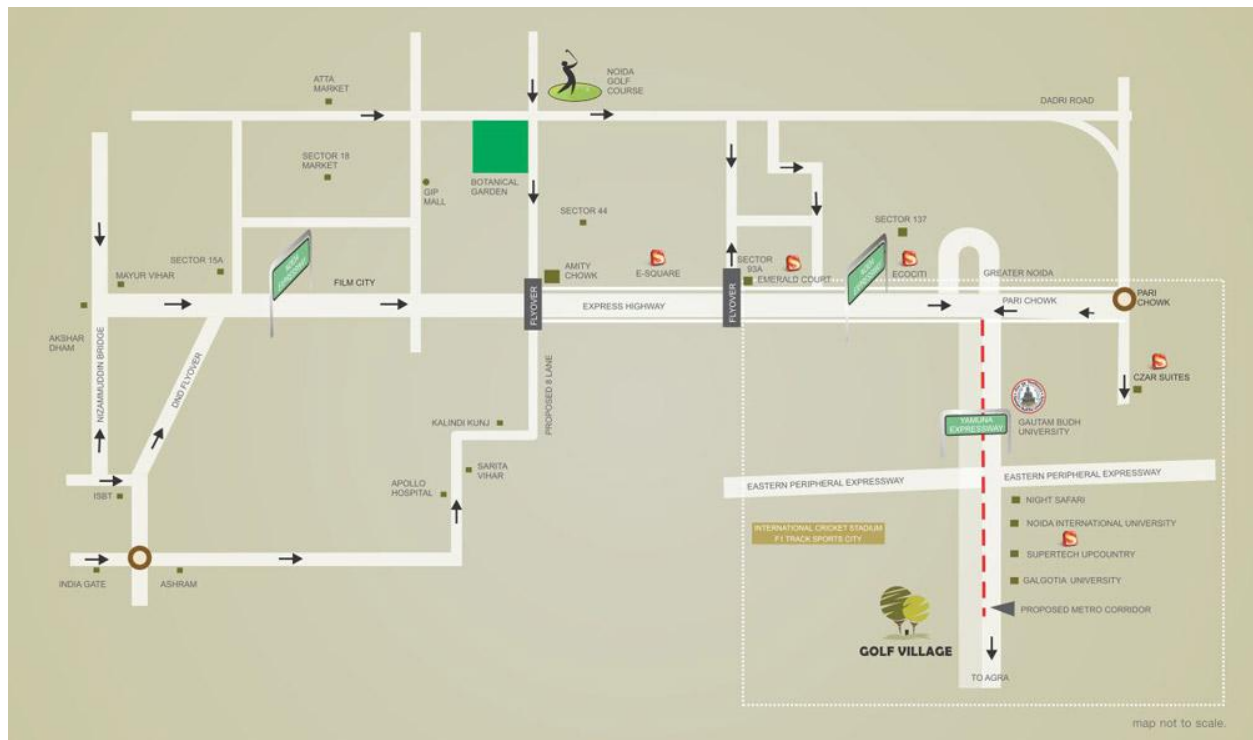 NOIDA
GOLF
COURSE
ATTA
MARKET
DADRI ROAD
SECTOR 18
MARKET
GIP
MALL
BOTANICAL
GARDEN
SECTOR 44
SECTOR 137
SECTOR 15A
MAYUR VIHAR
NOIDA
EXPRESSWAY
FILM CITY
AMITY
CHOWK
E-SQUARE
SECTOR
93A
EMERALD COURT
NOIDA
EXPRESSWAY
ECOCITI
GREATER NOIDA
FLYOVER
EXPRESS HIGHWAY
FLYOVER
PARI CHOWK
PARI
CHOWK
AKSHAR
DHAM
NIZAMMUDDIN BRIDGE
DND FLYOVER
PROPOSED 8 LANE
CZAR SUITES
YAMUNA
EXPRESSWAY
GAUTAM BUDH
UNIVERSITY
KALINDI KUNJ
SARITA
VIHAR
APOLLO
HOSPITAL
EASTERN PERIPHERAL EXPRESSWAY
EASTERN PERIPHERAL EXPRESSWAY
ISBT
NIGHT SAFARI
INTERNATIONAL CRICKET STADIUM
F1 TRACK SPORTS CITY
NOIDA INTERNATIONAL UNIVERSITY
SUPERTECH UPCOUNTRY
INDIA GATE
ASHRAM
GALGOTIA UNIVERSITY
PROPOSED METRO CORRIDOR
GOLF VILLAGE
TO AGRA
map not to scale.